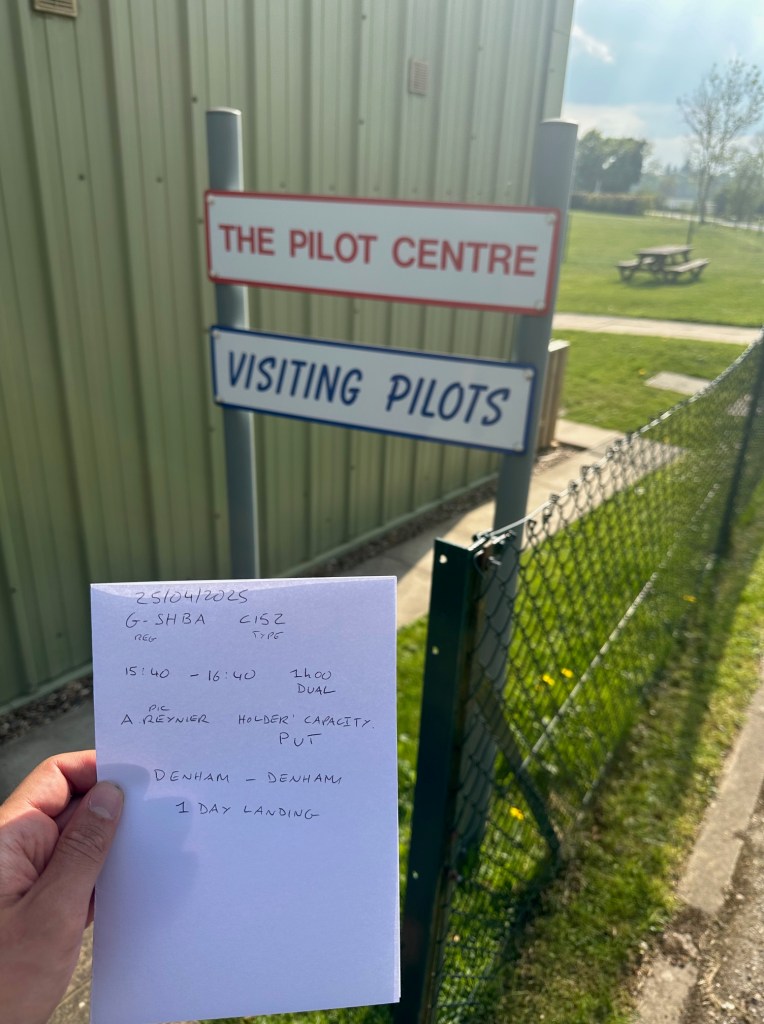 THE PILOT CENTRE
VISITING PILOTS
25/04/2025
G-SHBA C152
REG TYPE
15:40 - 16:40 1h00
DUAL
PIC
A REYNIER HOLDER' CAPACITY.
PUT
DENHAM - DENHAM
1 DAY LANDING